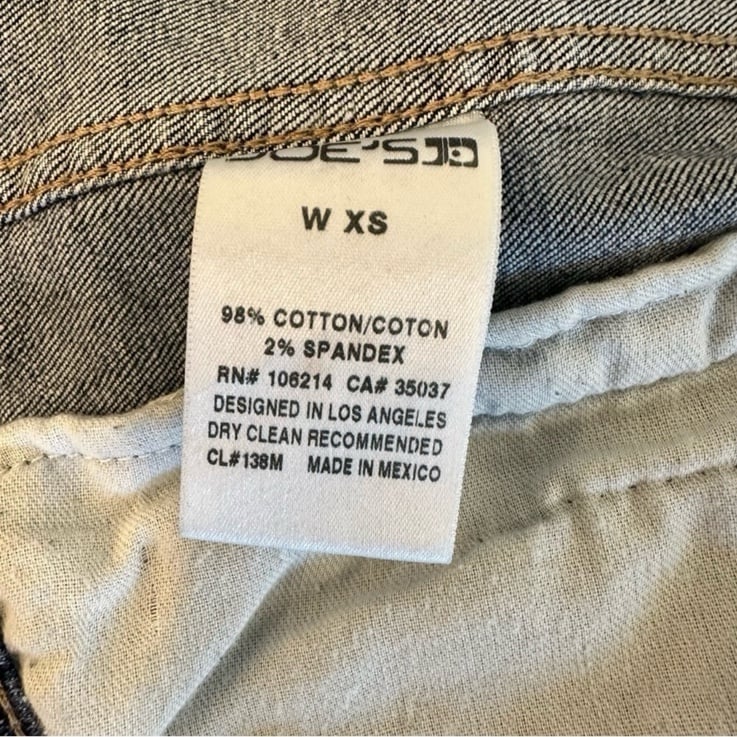 JOE'S
W XS
98% COTTON/COTON
2% SPANDEX
RN# 106214 CA# 35037
DESIGNED IN LOS ANGELES
DRY CLEAN RECOMMENDED
CL#138M MADE IN MEXICO